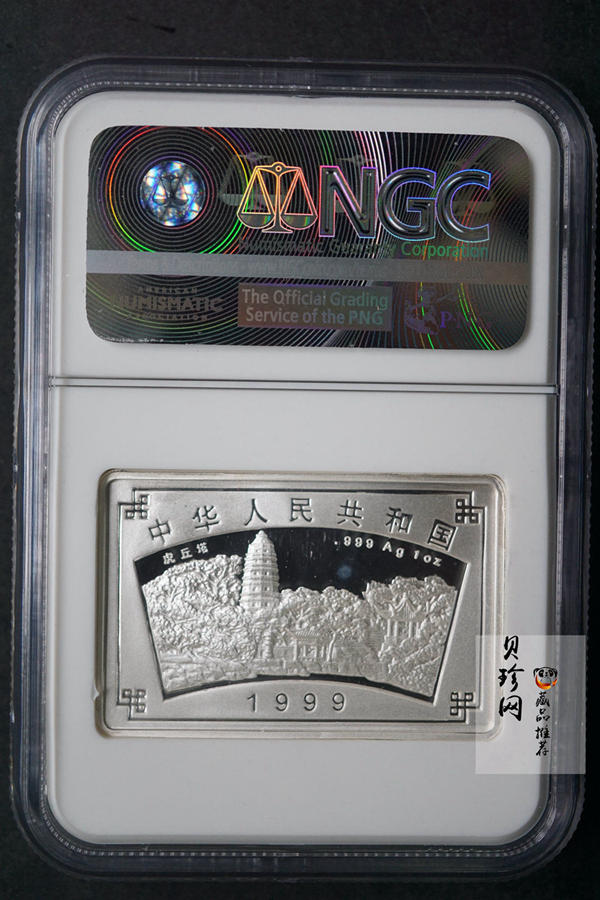 NGC
Numismatic Guaranty Corporation
AMERICAN
NUMISMATIC
ASSOCIATION
The Official Grading
Service of the PNG
中华人民共和国
虎丘塔
.999 Ag 1oz
1999
贝珍网
藏品推荐